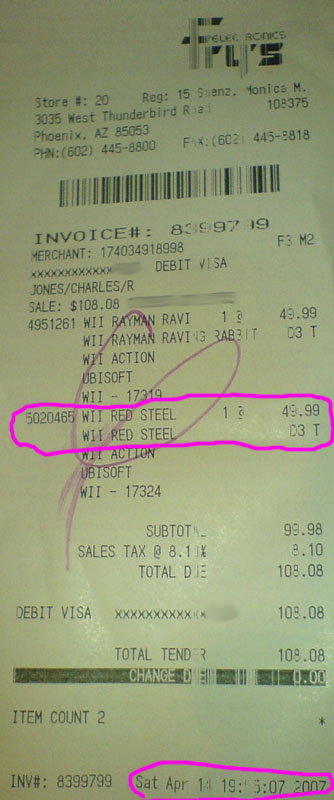 Fry's ELECTRONICS
Store #: 20 Reg: 15 Saenz, Monica M.
3035 West Thunderbird Road 108375
Phoenix, AZ 85053
PHN:(602) 445-8800 FAX:(602) 445-8818
INVOICE#: 8399799
F3 M2
MERCHANT: 174034918998
XXXXXXXXXXXX DEBIT VISA
JONES/CHARLES/R
SALE: $108.08
4951261 WII RAYMAN RAVI 1 @ 49.99
WII RAYMAN RAVING RABBIT D3 T
WII ACTION
UBISOFT
WII - 17319
5020465 WII RED STEEL 1 @ 49.99
WII RED STEEL D3 T
WII ACTION
UBISOFT
WII - 17324
SUBTOTAL 99.98
SALES TAX @ 8.10% 8.10
TOTAL DUE 108.08
DEBIT VISA XXXXXXXXXXXX 108.08
TOTAL TENDER 108.08
CHANGE DUE 0.00
ITEM COUNT 2 *
INV#: 8399799 Sat Apr 14 2007